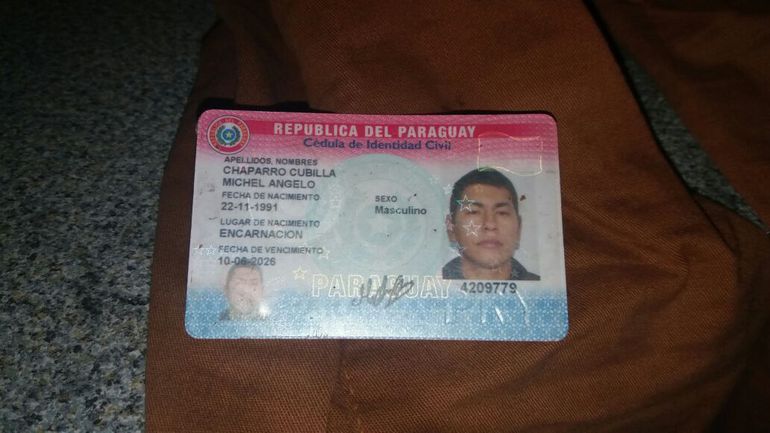 REPUBLICA DEL PARAGUAY
Cédula de Identidad Civil
APELLIDOS, NOMBRES
CHAPARRO CUBILLA
MICHEL ANGELO
FECHA DE NACIMIENTO
22-11-1991
SEXO
Masculino
LUGAR DE NACIMIENTO
ENCARNACION
FECHA DE VENCIMIENTO
10-06-2026
PARAGUAY
4209779